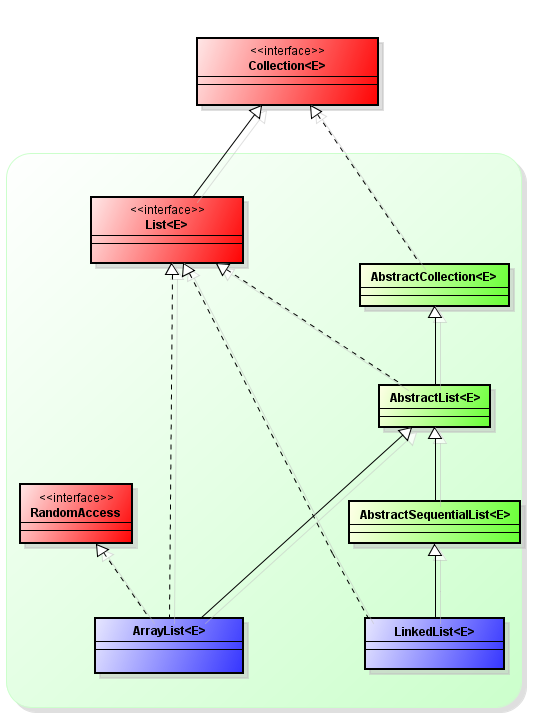 <<interface>>
Collection<E>
<<interface>>
List<E>
AbstractCollection<E>
AbstractList<E>
<<interface>>
RandomAccess
AbstractSequentialList<E>
ArrayList<E>
LinkedList<E>